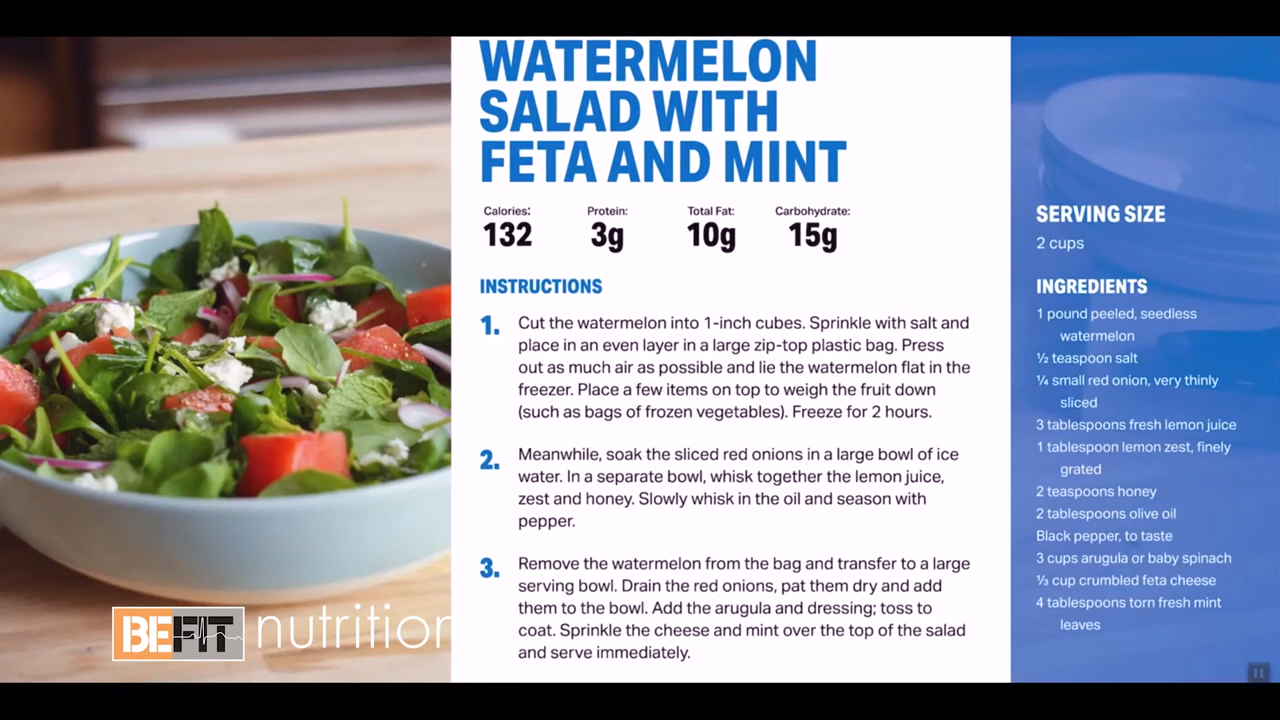 WATERMELON
SALAD WITH
FETA AND MINT
Calories:
132
Protein:
3g
Total Fat:
10g
Carbohydrate:
15g
INSTRUCTIONS
1. Cut the watermelon into 1-inch cubes. Sprinkle with salt and
place in an even layer in a large zip-top plastic bag. Press
out as much air as possible and lie the watermelon flat in the
freezer. Place a few items on top to weigh the fruit down
(such as bags of frozen vegetables). Freeze for 2 hours.
2. Meanwhile, soak the sliced red onions in a large bowl of ice
water. In a separate bowl, whisk together the lemon juice,
zest and honey. Slowly whisk in the oil and season with
pepper.
3. Remove the watermelon from the bag and transfer to a large
serving bowl. Drain the red onions, pat them dry and add
them to the bowl. Add the arugula and dressing; toss to
coat. Sprinkle the cheese and mint over the top of the salad
and serve immediately.
SERVING SIZE
2 cups
INGREDIENTS
1 pound peeled, seedless
watermelon
½ teaspoon salt
¼ small red onion, very thinly
sliced
3 tablespoons fresh lemon juice
1 tablespoon lemon zest, finely
grated
2 teaspoons honey
2 tablespoons olive oil
Black pepper, to taste
3 cups arugula or baby spinach
⅓ cup crumbled feta cheese
4 tablespoons torn fresh mint
leaves
BEFIT nutrition